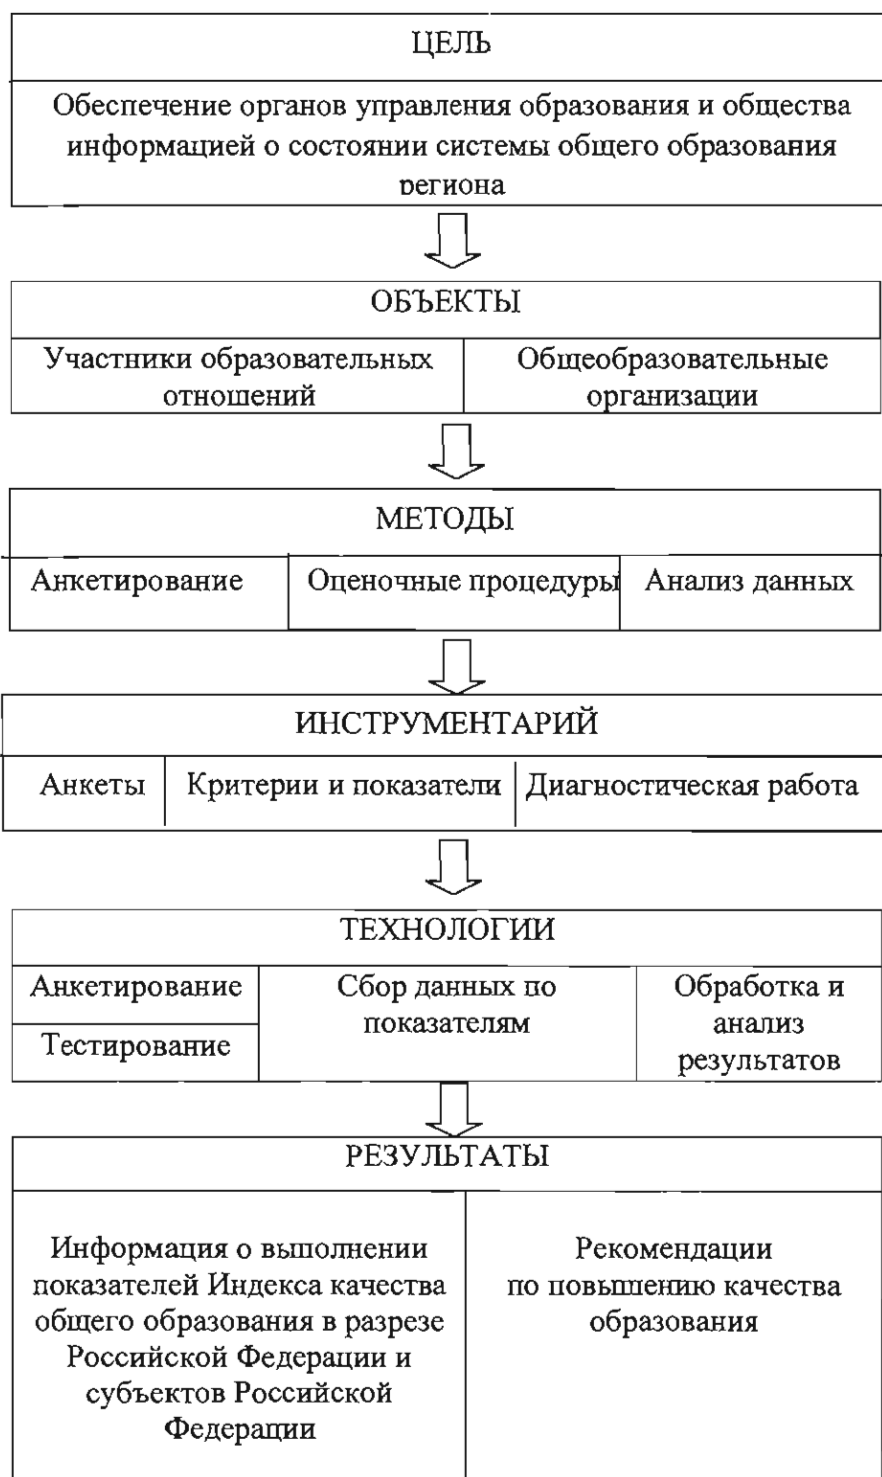 ЦЕЛЬ
Обеспечение органов управления образования и общества
информацией о состоянии системы общего образования
региона
ОБЪЕКТЫ
Участники образовательных
отношений
Общеобразовательные
организации
МЕТОДЫ
Анкетирование
Оценочные процедуры
Анализ данных
ИНСТРУМЕНТАРИЙ
Анкеты
Критерии и показатели
Диагностическая работа
ТЕХНОЛОГИИ
Анкетирование
Тестирование
Сбор данных по
показателям
Обработка и
анализ
результатов
РЕЗУЛЬТАТЫ
Информация о выполнении
показателей Индекса качества
общего образования в разрезе
Российской Федерации и
субъектов Российской
Федерации
Рекомендации
по повышению качества
образования